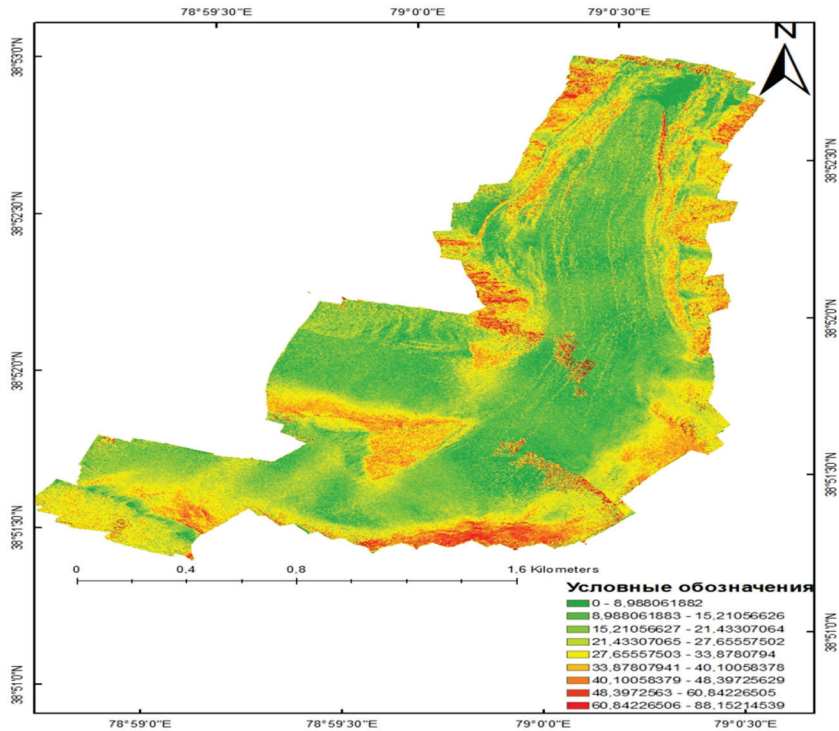 78°59'30"E 79°0'0"E 79°0'30"E
N
38°53'0"N
38°52'30"N
38°52'30"N
38°52'0"N
38°52'0"N
38°51'30"N
38°51'30"N
38°51'0"N
38°51'0"N
0 0,4 0,8 1,6 Kilometers
Условные обозначения
0 - 8,988061882
8,988061883 - 15,21056626
15,21056627 - 21,43307064
21,43307065 - 27,65557502
27,65557503 - 33,8780794
33,87807941 - 40,10058378
40,10058379 - 48,39725629
48,3972563 - 60,84226505
60,84226506 - 88,15214539
78°59'0"E 78°59'30"E 79°0'0"E 79°0'30"E